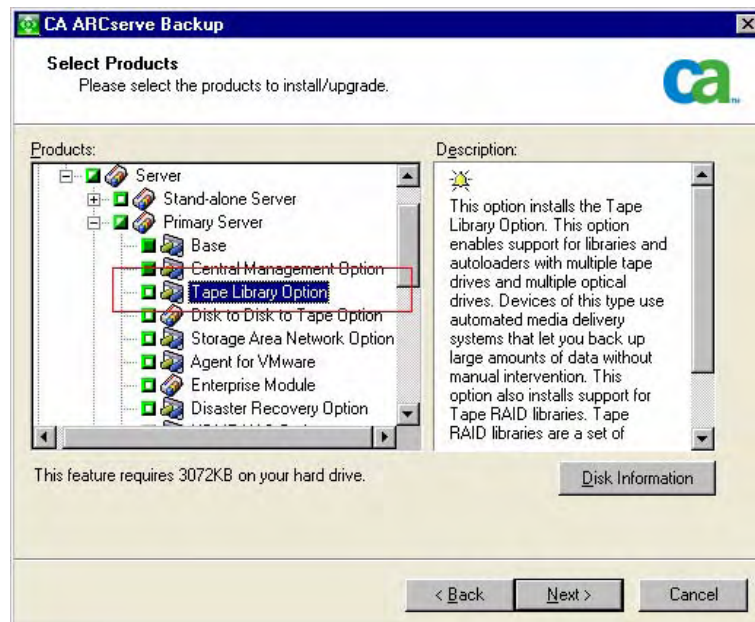 CA ARCserve Backup
Select Products
Please select the products to install/upgrade.
ca
Products:
Server
Stand-alone Server
Primary Server
Base
Central Management Option
Tape Library Option
Disk to Disk to Tape Option
Storage Area Network Option
Agent for VMware
Enterprise Module
Disaster Recovery Option
Description:
This option installs the Tape
Library Option. This option
enables support for libraries and
autoloaders with multiple tape
drives and multiple optical
drives. Devices of this type use
automated media delivery
systems that let you back up
large amounts of data without
manual intervention. This
option also installs support for
Tape RAID libraries. Tape
RAID libraries are a set of
This feature requires 3072KB on your hard drive.
Disk Information
< Back
Next >
Cancel